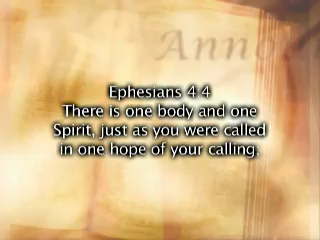 Ephesians 4:4
There is one body and one
Spirit, just as you were called
in one hope of your calling.